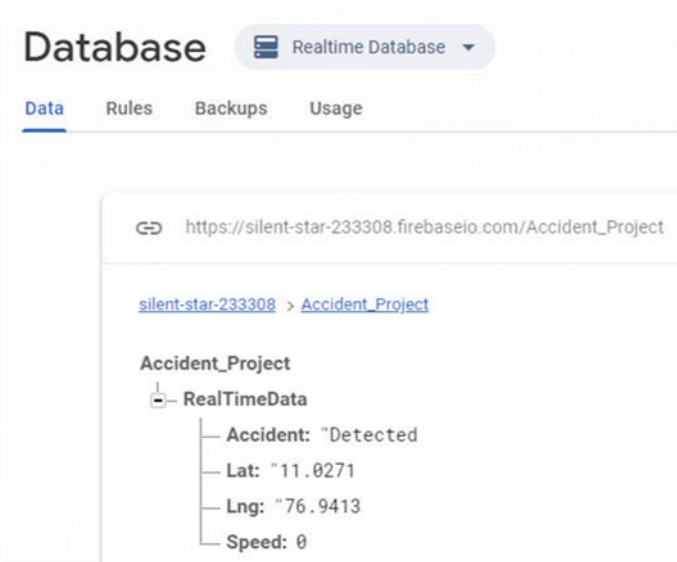 Database Realtime Database
Data Rules Backups Usage
https://silent-star-233308.firebaseio.com/Accident_Project
silent-star-233308 > Accident_Project
Accident_Project
RealTimeData
Accident: "Detected
Lat: "11.0271
Lng: "76.9413
Speed: 0